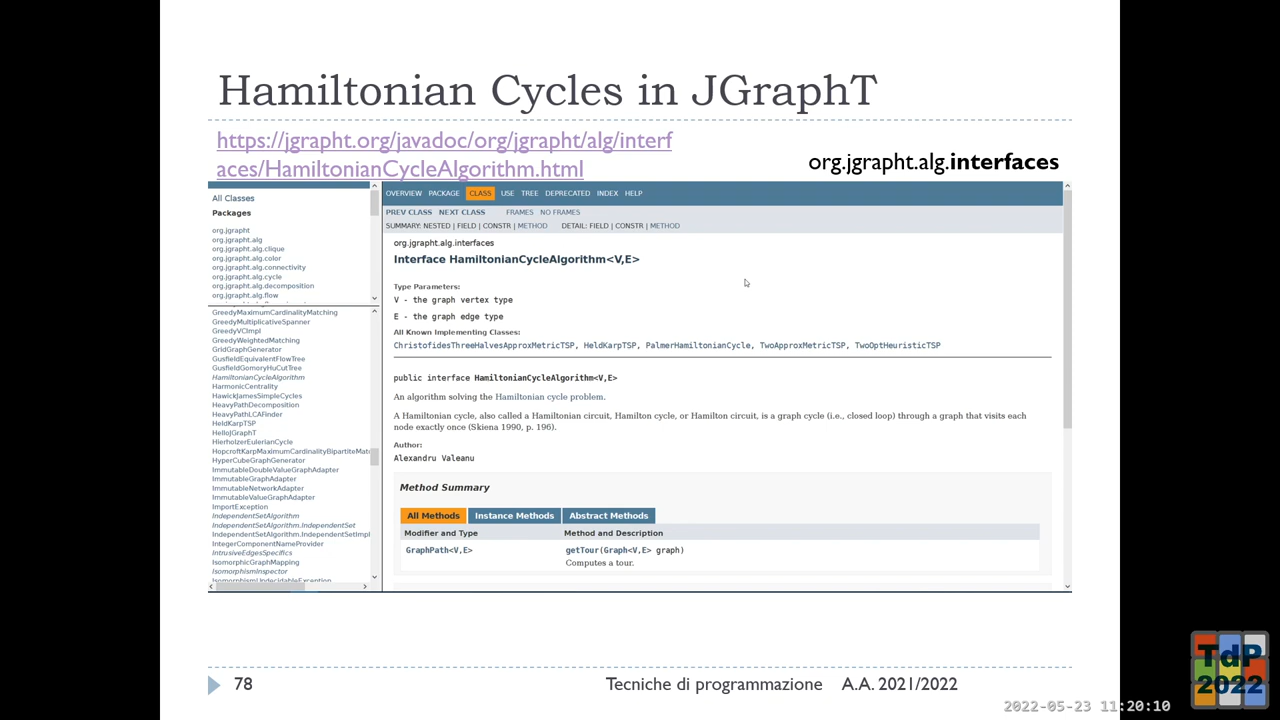 Hamiltonian Cycles in JGraphT
https://jgrapht.org/javadoc/org/jgrapht/alg/interf
aces/HamiltonianCycleAlgorithm.html
org.jgrapht.alg.interfaces
All Classes
Packages
org.jgrapht
org.jgrapht.alg
org.jgrapht.alg.clique
org.jgrapht.alg.color
org.jgrapht.alg.connectivity
org.jgrapht.alg.cycle
org.jgrapht.alg.decomposition
org.jgrapht.alg.flow
GreedyMaximumCardinalityMatching
GreedyMultiplicativeSpanner
GreedyVCImpl
GreedyWeightedMatching
GridGraphGenerator
GusfieldEquivalentFlowTree
GusfieldGomoryHuCutTree
HamiltonianCycleAlgorithm
HarmonicCentrality
HawickJamesSimpleCycles
HeavyPathDecomposition
HeavyPathLCAFinder
HeldKarpTSP
HelloJGraphT
HierholzerEulerianCycle
HopcroftKarpMaximumCardinalityBipartiteMatc
HyperCubeGraphGenerator
ImmutableDoubleValueGraphAdapter
ImmutableGraphAdapter
ImmutableNetworkAdapter
ImmutableValueGraphAdapter
ImportException
IndependentSetAlgorithm
IndependentSetAlgorithm.IndependentSet
IndependentSetAlgorithm.IndependentSetImpl
IntegerComponentNameProvider
IntrusiveEdgesSpecifics
IsomorphicGraphMapping
IsomorphismInspector
IsomorphismUndecidableException
OVERVIEW PACKAGE CLASS USE TREE DEPRECATED INDEX HELP
PREV CLASS NEXT CLASS FRAMES NO FRAMES
SUMMARY: NESTED | FIELD | CONSTR | METHOD DETAIL: FIELD | CONSTR | METHOD
org.jgrapht.alg.interfaces
Interface HamiltonianCycleAlgorithm<V,E>
Type Parameters:
V - the graph vertex type
E - the graph edge type
All Known Implementing Classes:
ChristofidesThreeHalvesApproxMetricTSP, HeldKarpTSP, PalmerHamiltonianCycle, TwoApproxMetricTSP, TwoOptHeuristicTSP
public interface HamiltonianCycleAlgorithm<V,E>
An algorithm solving the Hamiltonian cycle problem.
A Hamiltonian cycle, also called a Hamiltonian circuit, Hamilton cycle, or Hamilton circuit, is a graph cycle (i.e., closed loop) through a graph that visits each
node exactly once (Skiena 1990, p. 196).
Author:
Alexandru Valeanu
Method Summary
All Methods Instance Methods Abstract Methods
Modifier and Type Method and Description
GraphPath<V,E> getTour(Graph<V,E> graph)
Computes a tour.
78
Tecniche di programmazione A.A. 2021/2022
TdP
2022
2022-05-23 11:20:10